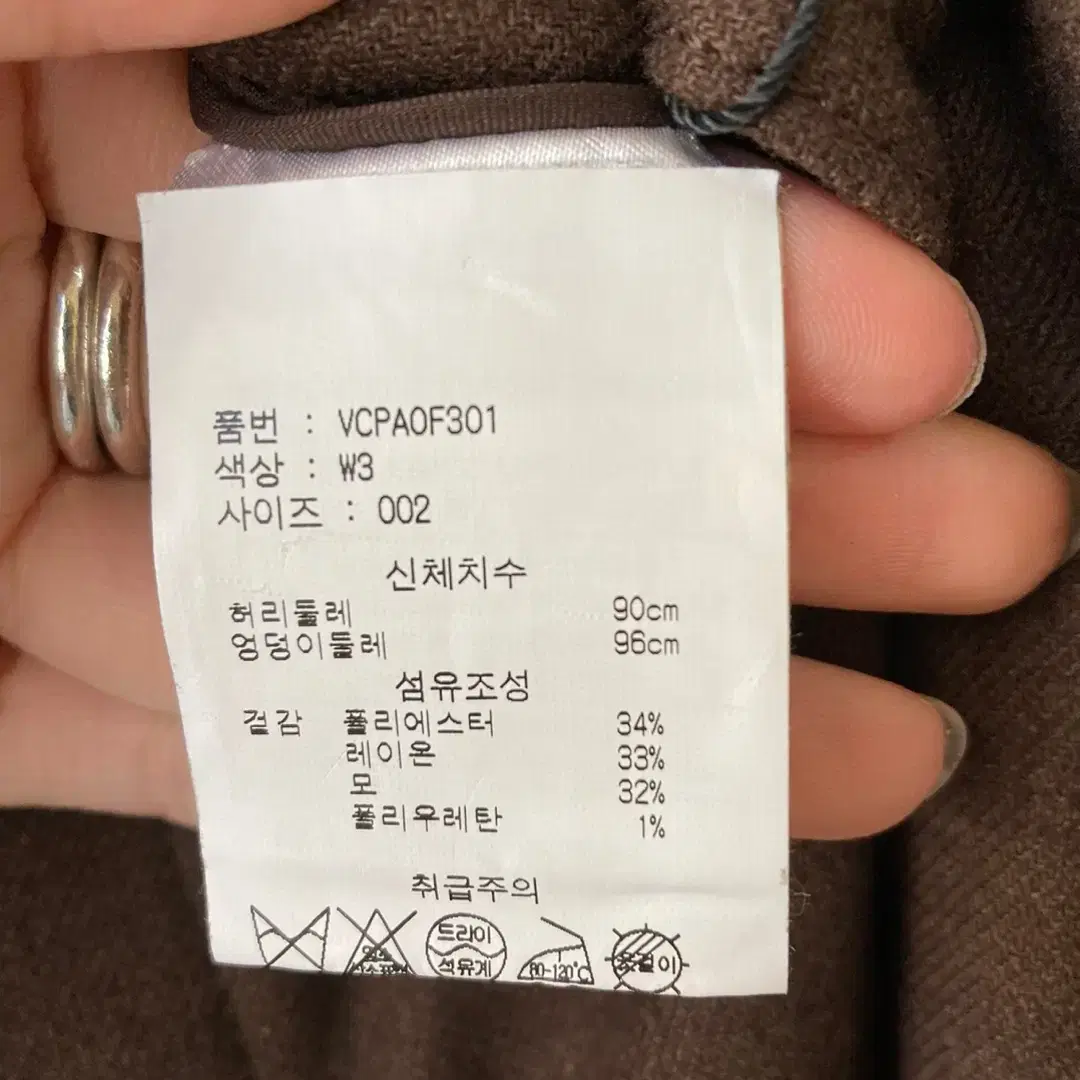 품번 : VCPA0F301
색상 : W3
사이즈 : 002
신체치수
허리둘레 90cm
엉덩이둘레 96cm
섬유조성
겉감 폴리에스터 34%
레이온 33%
모 32%
폴리우레탄 1%
취급주의
드라이
석유계
80-120℃
옷걸이